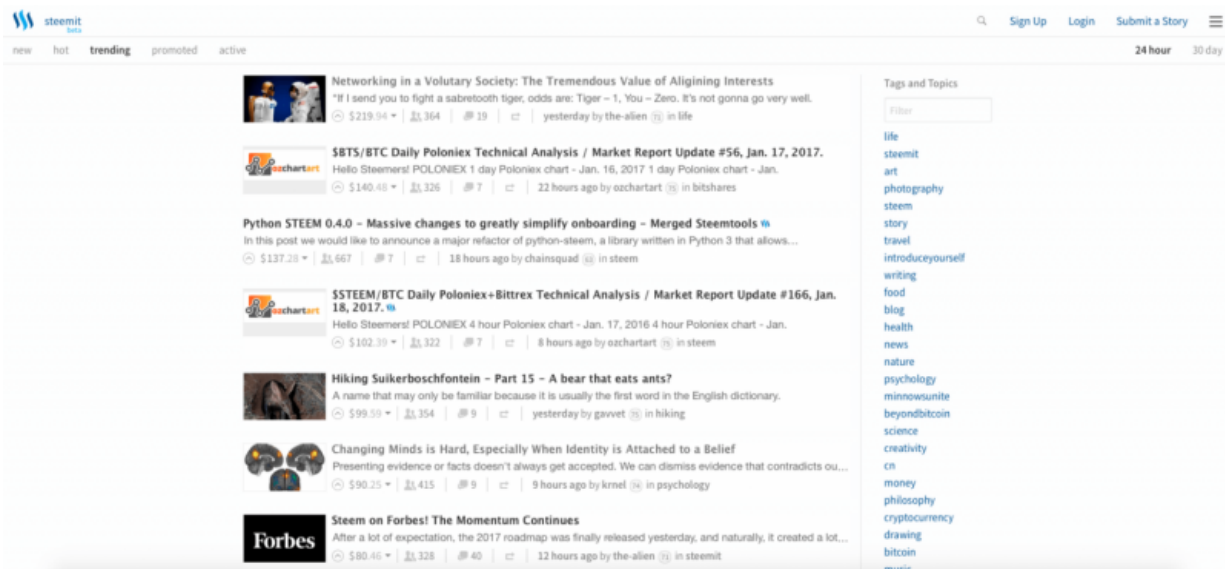 steemit
beta
Sign Up Login Submit a Story
new hot trending promoted active
24 hour 30 day
Networking in a Volutary Society: The Tremendous Value of Aligining Interests
"If I send you to fight a sabretooth tiger, odds are: Tiger – 1, You – Zero. It's not gonna go very well.
$219.94 364 19 yesterday by the-alien 71 in life
ozchartart
$BTS/BTC Daily Poloniex Technical Analysis / Market Report Update #56, Jan. 17, 2017.
Hello Steemers! POLONIEX 1 day Poloniex chart - Jan. 16, 2017 1 day Poloniex chart - Jan.
$140.48 326 7 22 hours ago by ozchartart in bitshares
Python STEEM 0.4.0 – Massive changes to greatly simplify onboarding – Merged Steemtools
In this post we would like to announce a major refactor of python-steem, a library written in Python 3 that allows…
$137.28 667 7 18 hours ago by chainsquad in steem
ozchartart
$STEEM/BTC Daily Poloniex+Bittrex Technical Analysis / Market Report Update #166, Jan.
18, 2017.
Hello Steemers! POLONIEX 4 hour Poloniex chart - Jan. 17, 2016 4 hour Poloniex chart - Jan.
$102.39 322 7 8 hours ago by ozchartart in steem
Hiking Suikerboschfontein – Part 15 – A bear that eats ants?
A name that may only be familiar because it is usually the first word in the English dictionary.
$99.59 354 9 yesterday by gavvet in hiking
Changing Minds is Hard, Especially When Identity is Attached to a Belief
Presenting evidence or facts doesn't always get accepted. We can dismiss evidence that contradicts ou…
$90.25 415 9 9 hours ago by krnel in psychology
Forbes
Steem on Forbes! The Momentum Continues
After a lot of expectation, the 2017 roadmap was finally released yesterday, and naturally, it created a lot…
$80.46 328 40 12 hours ago by the-alien 71 in steemit
Tags and Topics
Filter
life
steemit
art
photography
steem
story
travel
introduceyourself
writing
food
blog
health
news
nature
psychology
minnowsunite
beyondbitcoin
science
creativity
cn
money
philosophy
cryptocurrency
drawing
bitcoin
music